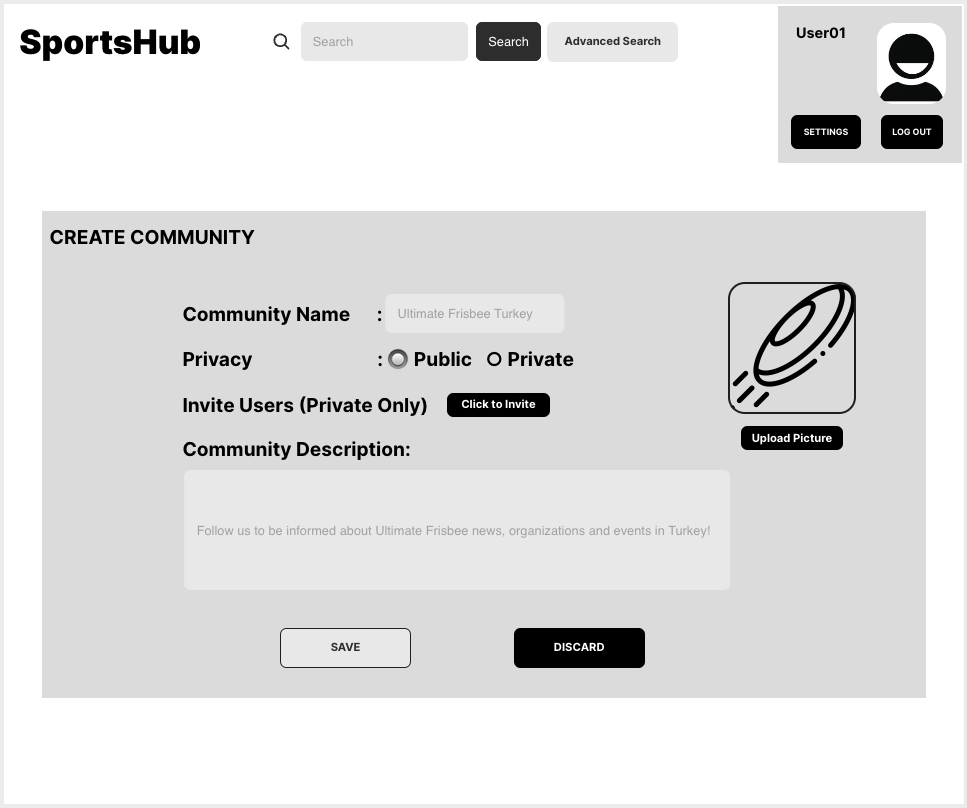 SportsHub
Search
Search
Advanced Search
User01
SETTINGS
LOG OUT
CREATE COMMUNITY
Community Name : Ultimate Frisbee Turkey
Privacy : Public Private
Invite Users (Private Only) Click to Invite
Upload Picture
Community Description:
Follow us to be informed about Ultimate Frisbee news, organizations and events in Turkey!
SAVE
DISCARD